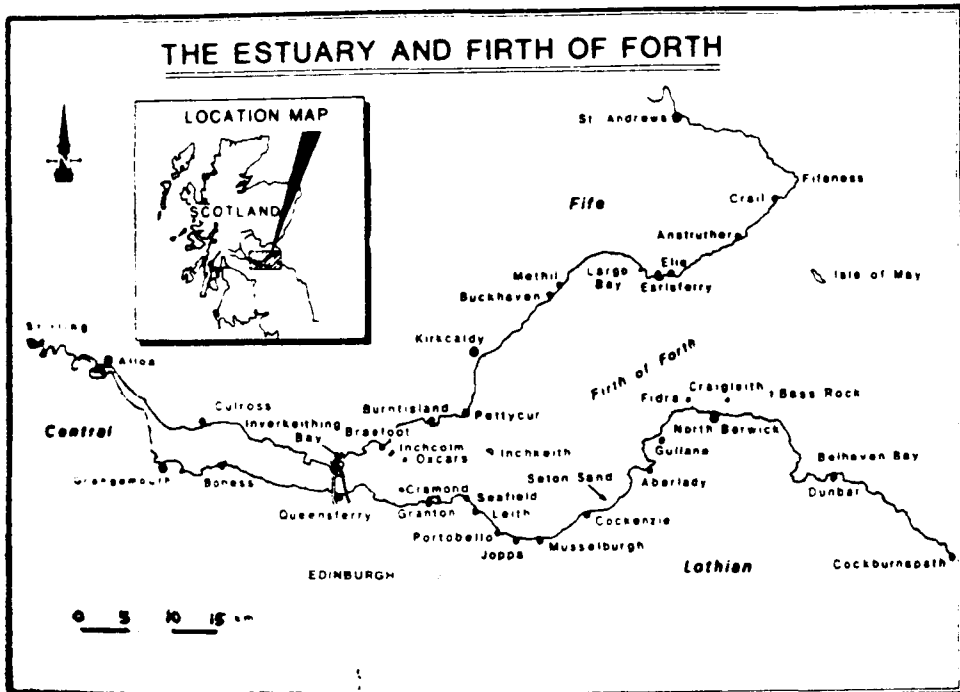 THE ESTUARY AND FIRTH OF FORTH
LOCATION MAP
SCOTLAND
St. Andrews
Fifeness
Fife
Crail
Anstruther
Elie
Largo
Bay
Earlsferry
Isle of May
Methil
Buckhaven
Kirkcaldy
Stirling
Alloa
Firth of Forth
Craigleith
Bass Rock
Fidra
Culross
Burntisland
Pettycur
Central
Inverkeithing
Bay
Braefoot
North Berwick
Inchcolm
Oxcars
Inchkeith
Gullane
Belhaven Bay
Grangemouth
Boness
Seton Sand
Aberlady
Dunbar
Cramond
Seafield
Queensferry
Granton
Leith
Cockenzie
Portobello
Joppa
Musselburgh
Lothian
Cockburnspath
EDINBURGH
0 5 10 15 km